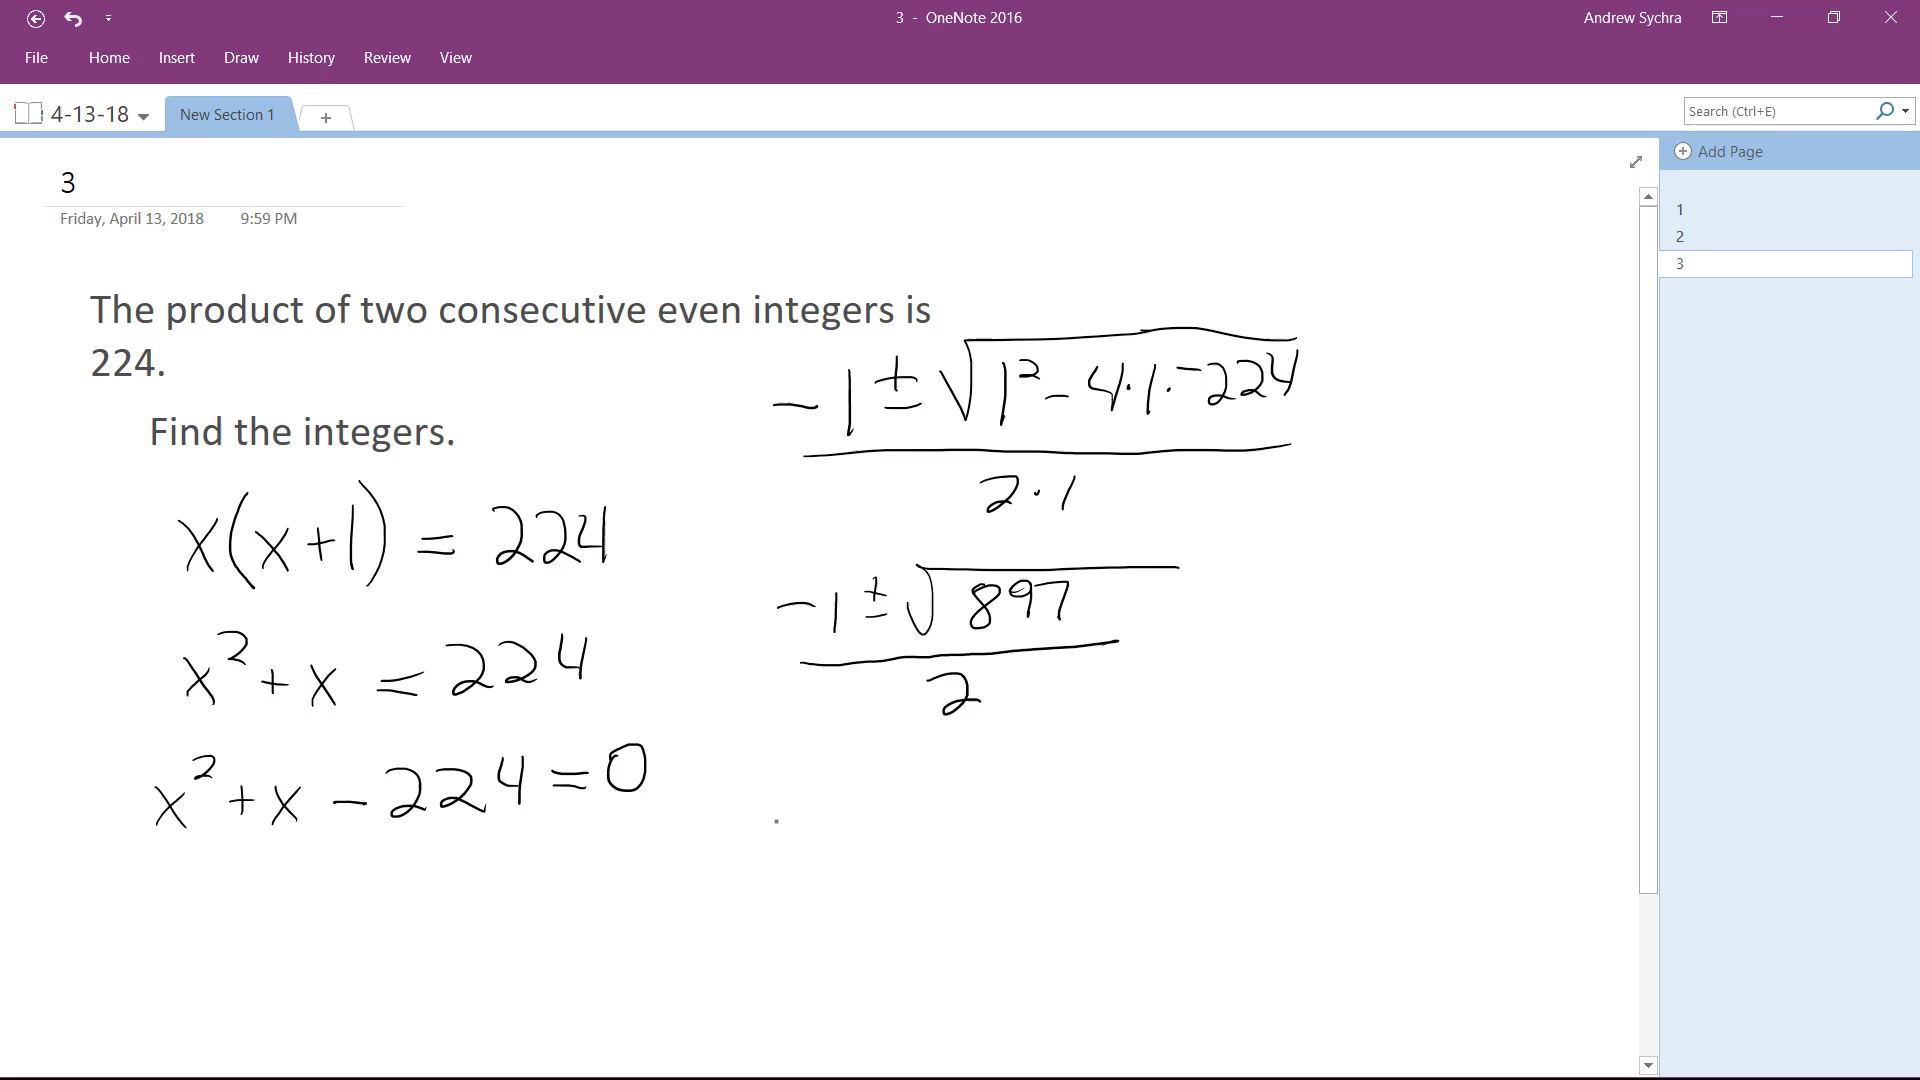 3 - OneNote 2016
Andrew Sychra
File Home Insert Draw History Review View
4-13-18
New Section 1
+
Search (Ctrl+E)
Add Page
1
2
3
3
Friday, April 13, 2018 9:59 PM
The product of two consecutive even integers is
224.
Find the integers.
x(x+1) = 224
x² + x = 224
x² + x - 224 = 0
-1 ± √1² - 4·1·-224
2·1
-1 ± √897
2